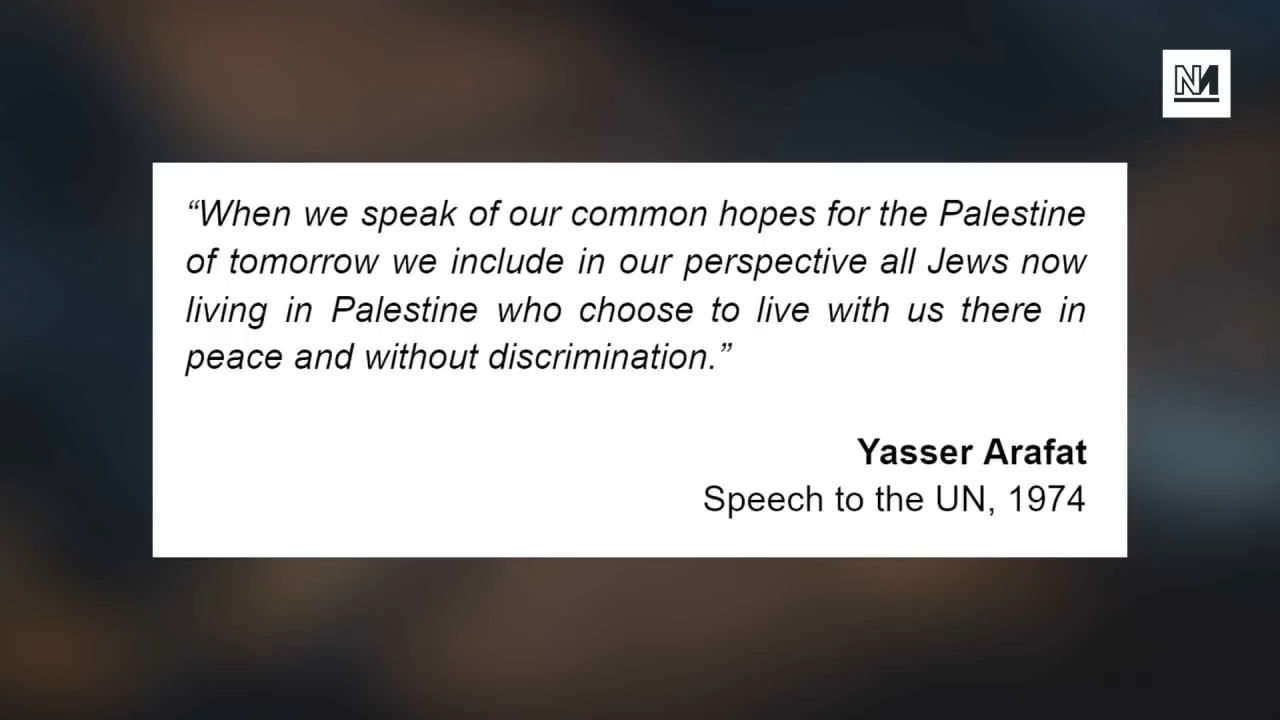 “When we speak of our common hopes for the Palestine
of tomorrow we include in our perspective all Jews now
living in Palestine who choose to live with us there in
peace and without discrimination.”
Yasser Arafat
Speech to the UN, 1974
NM